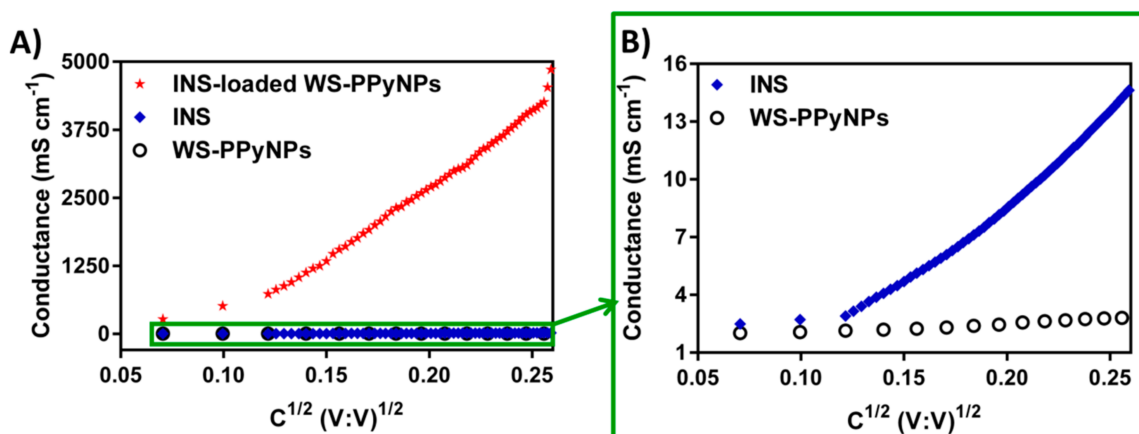 A)
5000
3750
2500
1250
0
Conductance (mS cm⁻¹)
INS-loaded WS-PPyNPs
INS
WS-PPyNPs
0.05 0.10 0.15 0.20 0.25
C^1/2 (V:V)^1/2
B)
16
13
10
7
4
1
Conductance (mS cm⁻¹)
INS
WS-PPyNPs
0.05 0.10 0.15 0.20 0.25
C^1/2 (V:V)^1/2